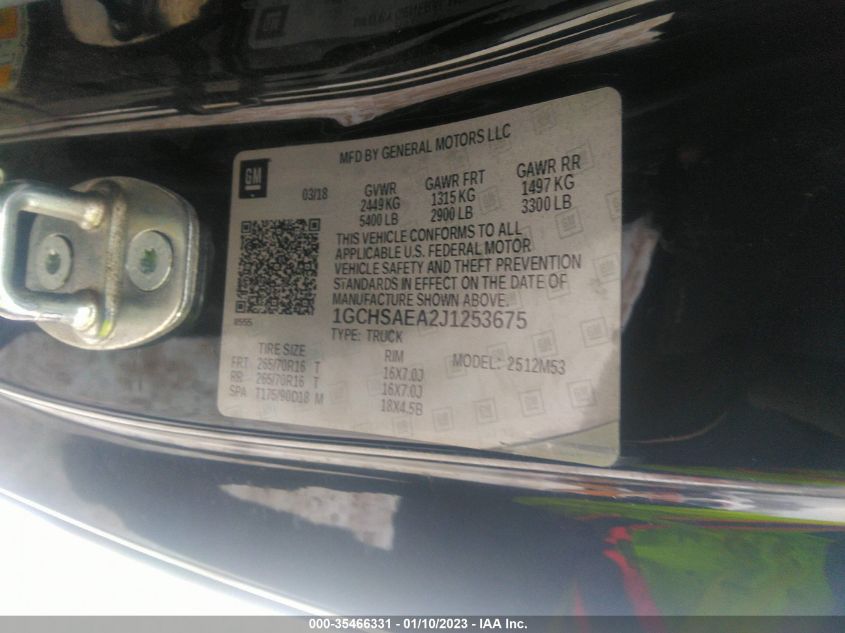 MFD BY GENERAL MOTORS LLC
GM
03/18
GVWR
2449 KG
5400 LB
GAWR FRT
1315 KG
2900 LB
GAWR RR
1497 KG
3300 LB
THIS VEHICLE CONFORMS TO ALL
APPLICABLE U.S. FEDERAL MOTOR
VEHICLE SAFETY AND THEFT PREVENTION
STANDARDS IN EFFECT ON THE DATE OF
MANUFACTURE SHOWN ABOVE.
1GCHSAEA2J1253675
TYPE: TRUCK
TIRE SIZE RIM MODEL: 2512M53
FRT 265/70R16 T 16X7.0J
RR 265/70R16 T 16X7.0J
SPA T175/90D18 M 18X4.5B
000-35466331 - 01/10/2023 - IAA Inc.